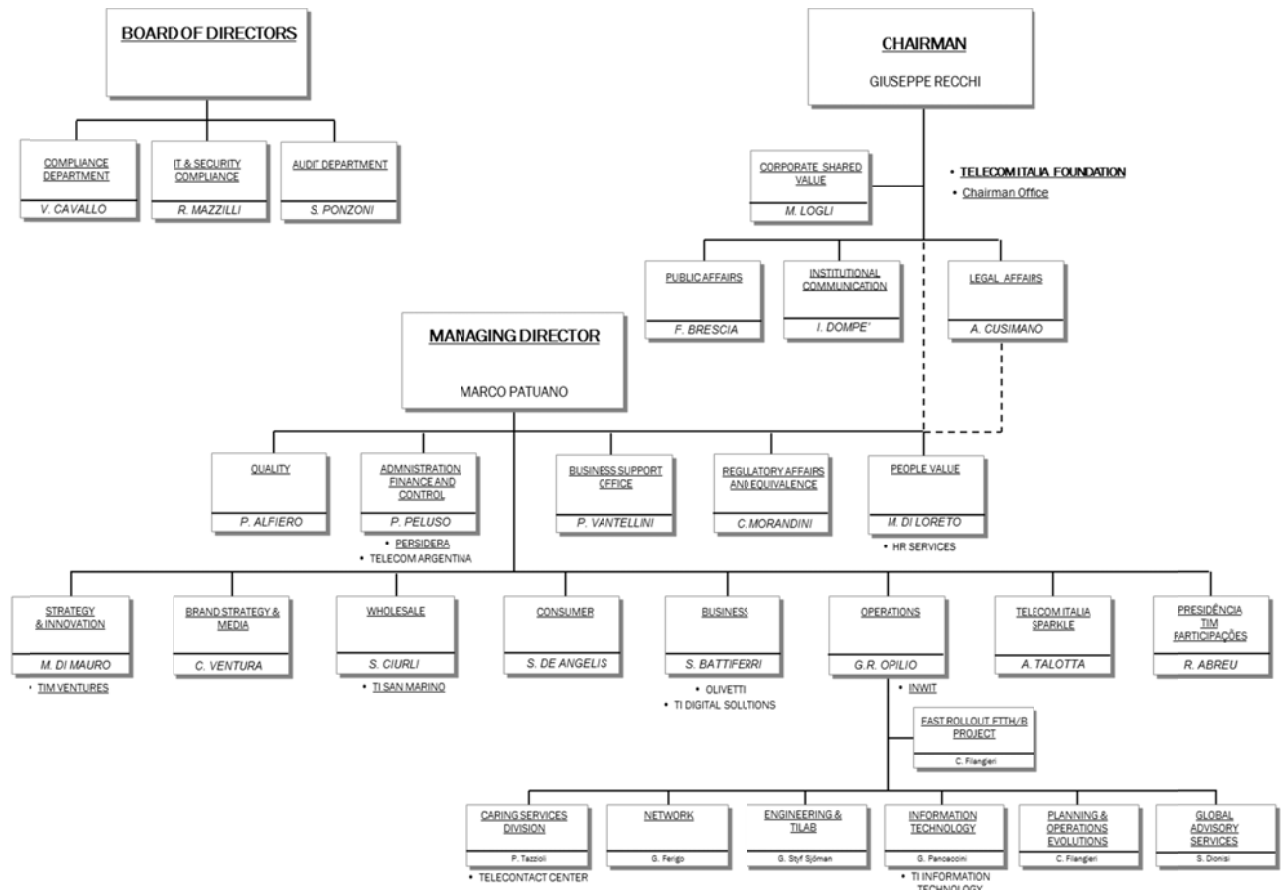 BOARD OF DIRECTORS
COMPLIANCE
DEPARTMENT
V. CAVALLO
IT & SECURITY
COMPLIANCE
R. MAZZILLI
AUDIT DEPARTMENT
S. PONZONI
CHAIRMAN
GIUSEPPE RECCHI
CORPORATE SHARED
VALUE
M. LOGLI
• TELECOM ITALIA FOUNDATION
• Chairman Office
PUBLIC AFFAIRS
F. BRESCIA
INSTITUTIONAL
COMMUNICATION
I. DOMPE'
LEGAL AFFAIRS
A. CUSIMANO
MANAGING DIRECTOR
MARCO PATUANO
QUALITY
P. ALFIERO
ADMNISTRATION
FINANCE AND
CONTROL
P. PELUSO
• PERSIDERA
• TELECOM ARGENTINA
BUSINESS SUPPORT
OFFICE
P. VANTELLINI
REGULATORY AFFAIRS
AND EQUIVALENCE
C.MORANDINI
PEOPLE VALUE
M. DI LORETO
• HR SERVICES
STRATEGY
& INNOVATION
M. DI MAURO
• TIM VENTURES
BRAND STRATEGY &
MEDIA
C. VENTURA
WHOLESALE
S. CIURLI
• TI SAN MARINO
CONSUMER
S. DE ANGELIS
BUSINESS
S. BATTIFERRI
• OLIVETTI
• TI DIGITAL SOLUTIONS
OPERATIONS
G.R. OPILIO
• INWIT
TELECOM ITALIA
SPARKLE
A. TALOTTA
PRESIDÊNCIA
TIM
PARTICIPAÇÕES
R. ABREU
FAST ROLLOUT FTTH/B
PROJECT
C. Filangieri
CARING SERVICES
DIVISION
P. Tazzioli
• TELECONTACT CENTER
NETWORK
G. Ferigo
ENGINEERING &
TILAB
G. Styf Sjöman
INFORMATION
TECHNOLOGY
G. Pancaccini
• TI INFORMATION
TECHNOLOGY
PLANNING &
OPERATIONS
EVOLUTIONS
C. Filangieri
GLOBAL
ADVISORY
SERVICES
S. Dionisi